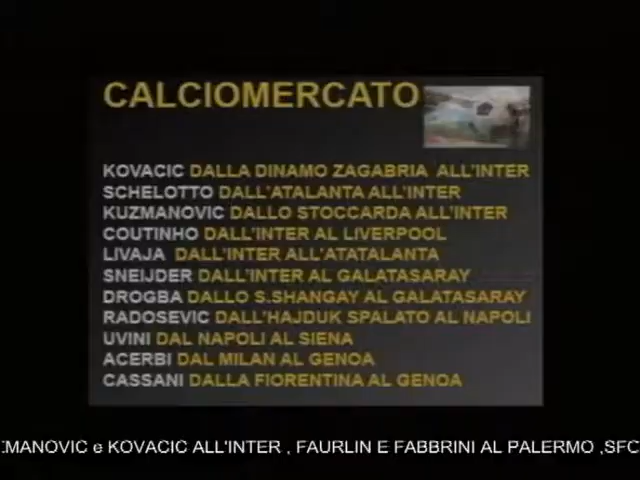 CALCIOMERCATO
KOVACIC DALLA DINAMO ZAGABRIA ALL'INTER
SCHELOTTO DALL'ATALANTA ALL'INTER
KUZMANOVIC DALLO STOCCARDA ALL'INTER
COUTINHO DALL'INTER AL LIVERPOOL
LIVAJA DALL'INTER ALL'ATATALANTA
SNEIJDER DALL'INTER AL GALATASARAY
DROGBA DALLO S.SHANGAY AL GALATASARAY
RADOSEVIC DALL'HAJDUK SPALATO AL NAPOLI
UVINI DAL NAPOLI AL SIENA
ACERBI DAL MILAN AL GENOA
CASSANI DALLA FIORENTINA AL GENOA
ZMANOVIC e KOVACIC ALL'INTER , FAURLIN E FABBRINI AL PALERMO ,SFC